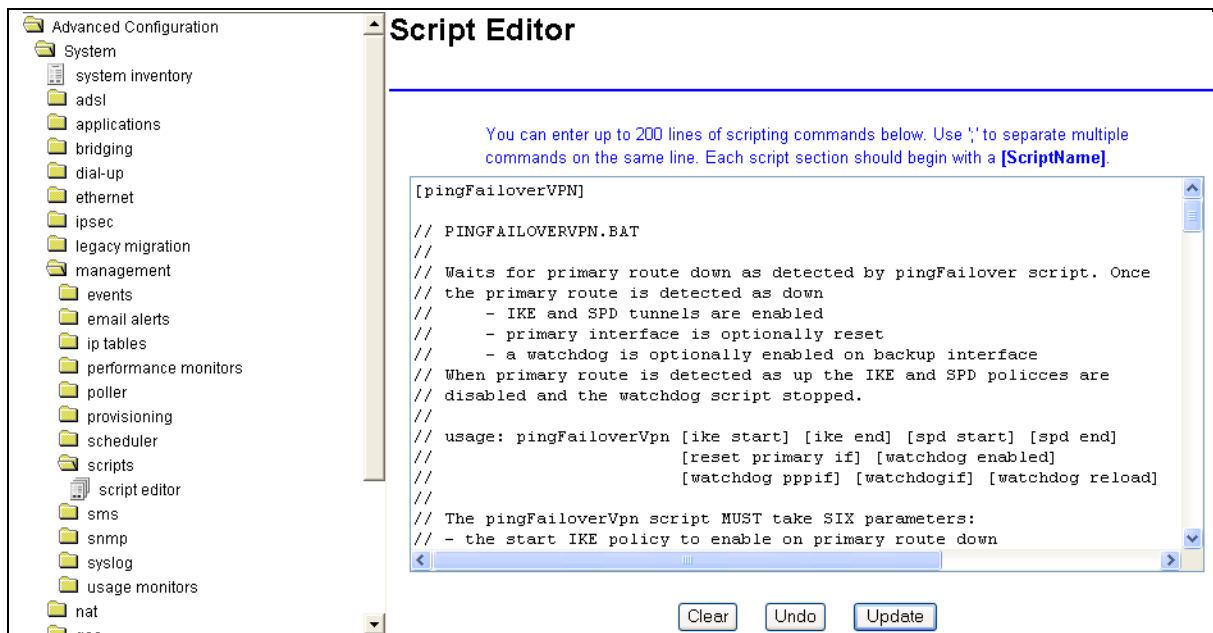 Advanced Configuration
System
system inventory
adsl
applications
bridging
dial-up
ethernet
ipsec
legacy migration
management
events
email alerts
ip tables
performance monitors
poller
provisioning
scheduler
scripts
script editor
sms
snmp
syslog
usage monitors
nat
Script Editor
You can enter up to 200 lines of scripting commands below. Use ';' to separate multiple
commands on the same line. Each script section should begin with a [ScriptName].
[pingFailoverVPN]
// PINGFAILOVERVPN.BAT
//
// Waits for primary route down as detected by pingFailover script. Once
// the primary route is detected as down
//     - IKE and SPD tunnels are enabled
//     - primary interface is optionally reset
//     - a watchdog is optionally enabled on backup interface
// When primary route is detected as up the IKE and SPD policces are
// disabled and the watchdog script stopped.
//
// usage: pingFailoverVpn [ike start] [ike end] [spd start] [spd end]
//                        [reset primary if] [watchdog enabled]
//                        [watchdog pppif] [watchdogif] [watchdog reload]
//
// The pingFailoverVpn script MUST take SIX parameters:
// - the start IKE policy to enable on primary route down
Clear Undo Update